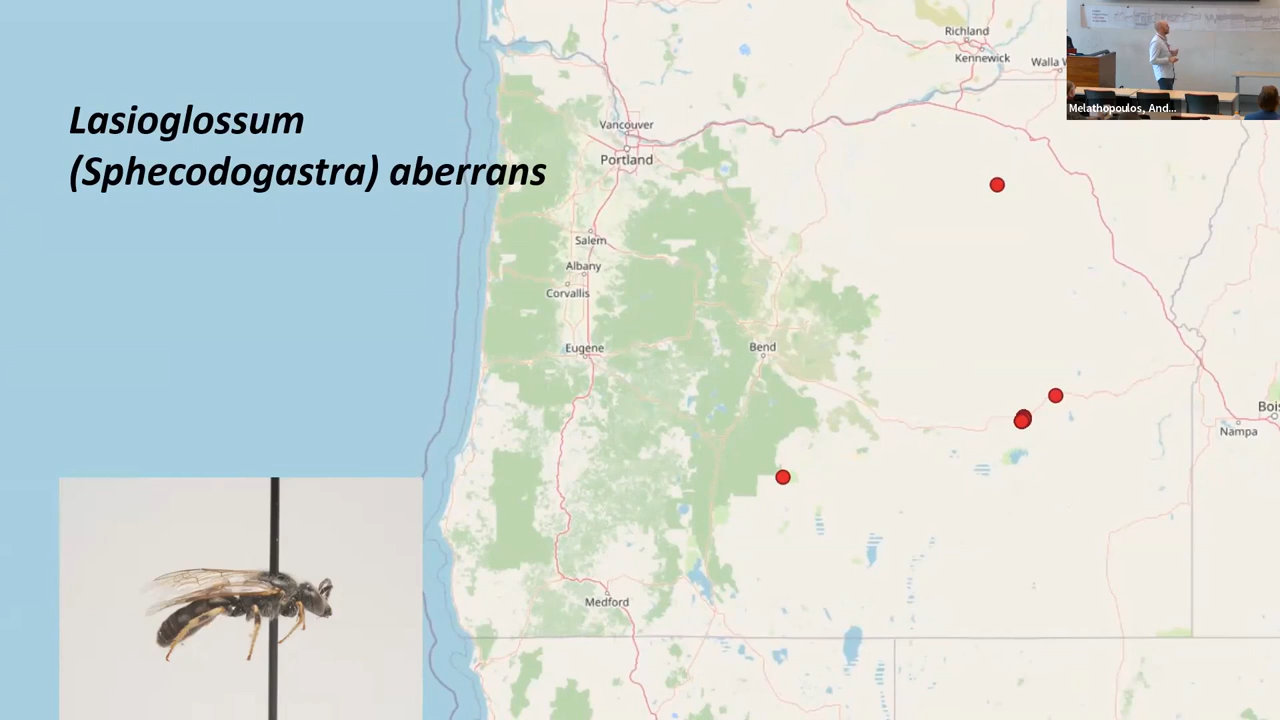 Lasioglossum
(Sphecodogastra) aberrans
Richland
Kennewick
Walla W
Melathopoulos, And...
Vancouver
Portland
Salem
Albany
Corvallis
Eugene
Bend
Bois
Nampa
Medford